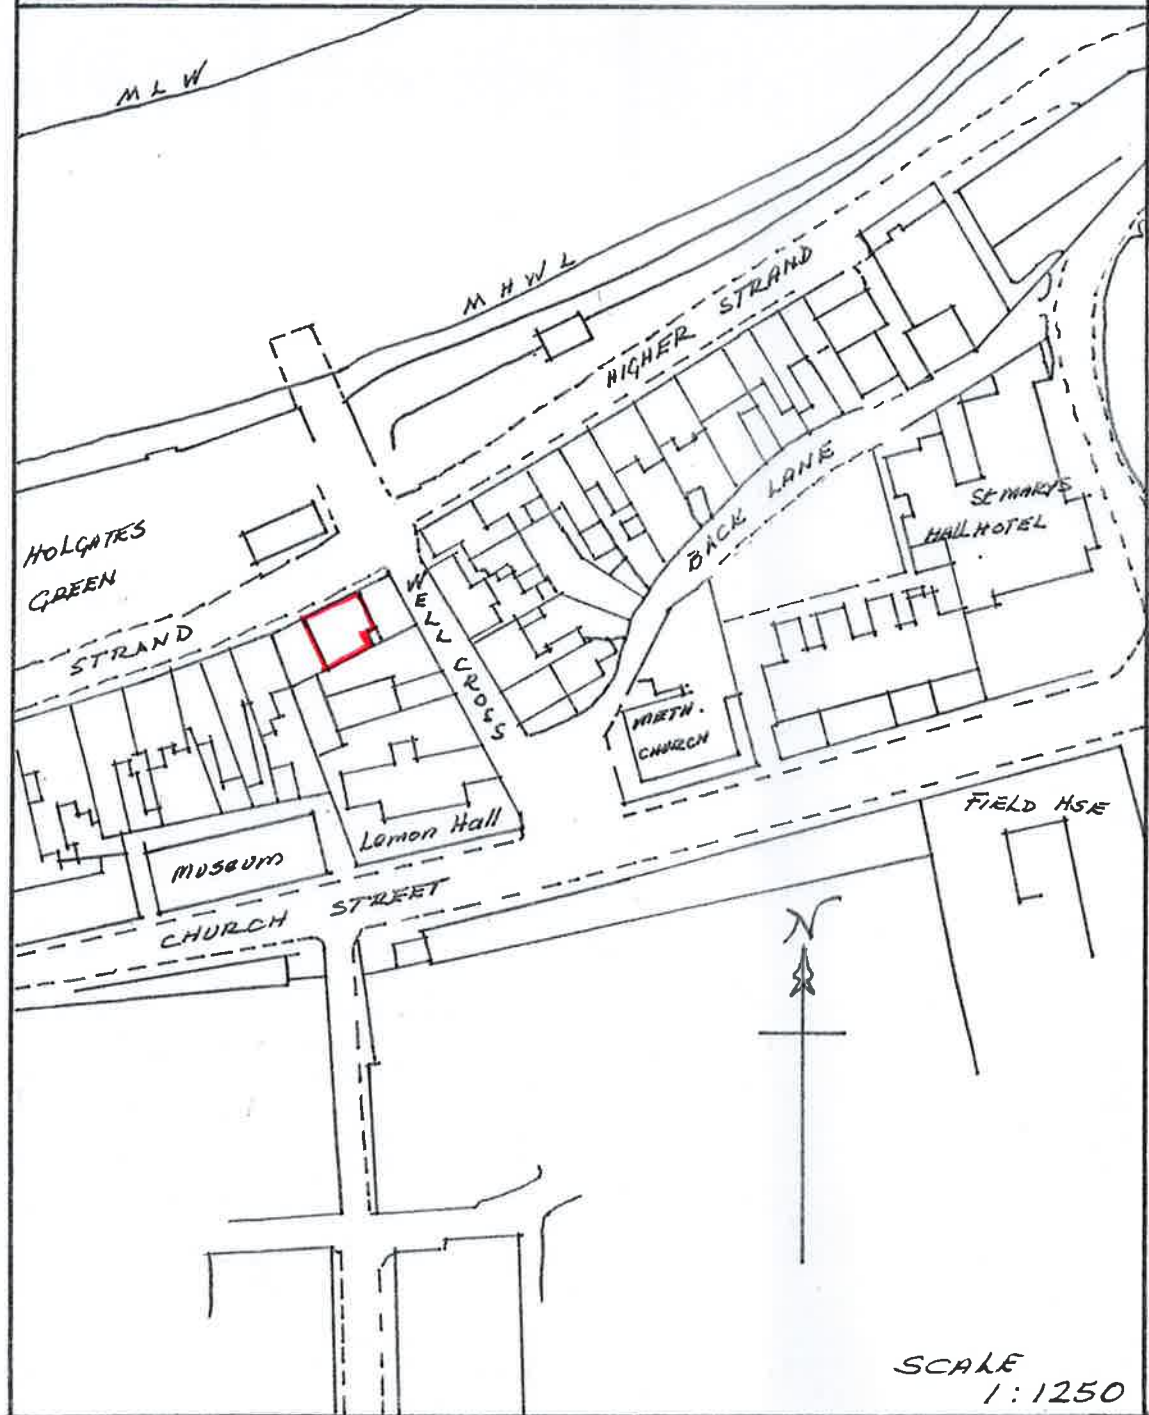 MLW
MHWL
HIGHER STRAND
HOLGATES
GREEN
STRAND
WELL CROSS
BACK LANE
ST MARYS
HALL HOTEL
METH.
CHURCH
Lemon Hall
MUSEUM
FIELD HSE
CHURCH STREET
N
SCALE
1:1250